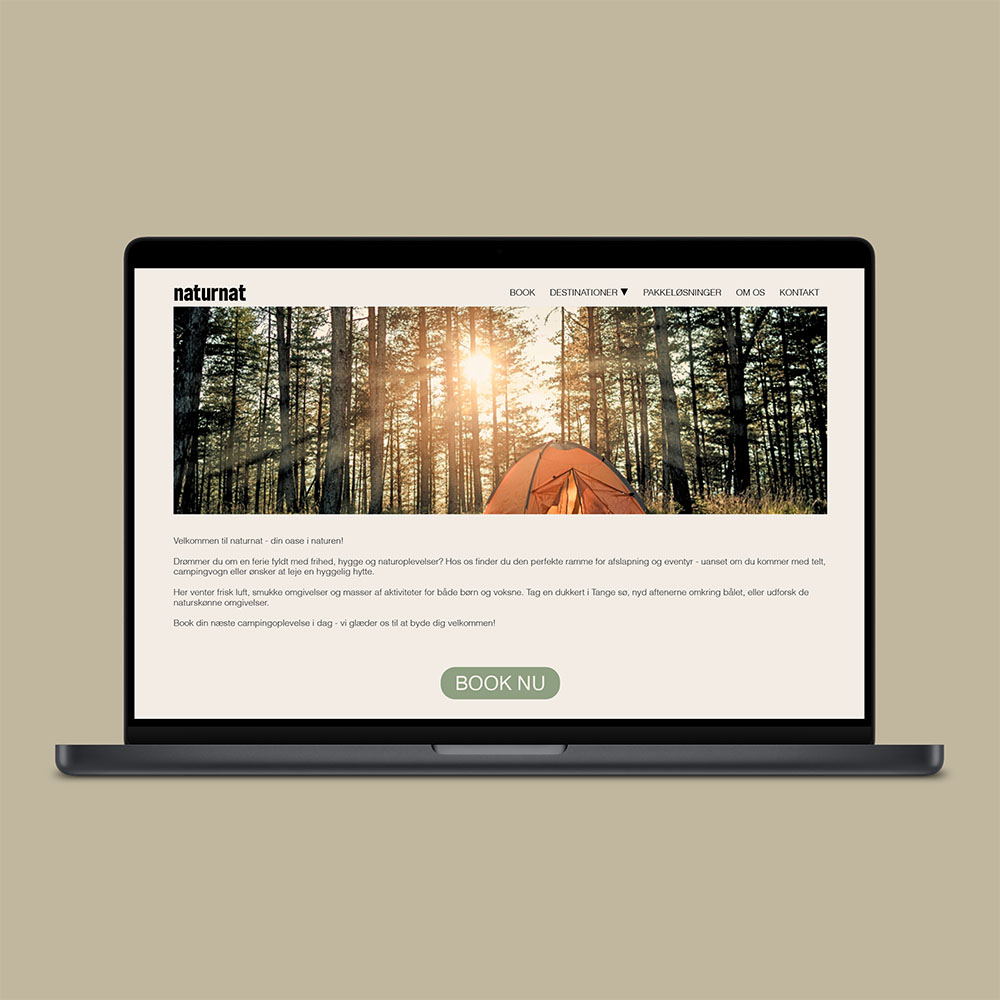 naturnat
BOOK DESTINATIONER ▼ PAKKELØSNINGER OM OS KONTAKT
Velkommen til naturnat - din oase i naturen!
Drømmer du om en ferie fyldt med frihed, hygge og naturoplevelser? Hos os finder du den perfekte ramme for afslapning og eventyr - uanset om du kommer med telt,
campingvogn eller ønsker at leje en hyggelig hytte.
Her venter frisk luft, smukke omgivelser og masser af aktiviteter for både børn og voksne. Tag en dukkert i Tange sø, nyd aftenerne omkring bålet, eller udforsk de
naturskønne omgivelser.
Book din næste campingoplevelse i dag - vi glæder os til at byde dig velkommen!
BOOK NU